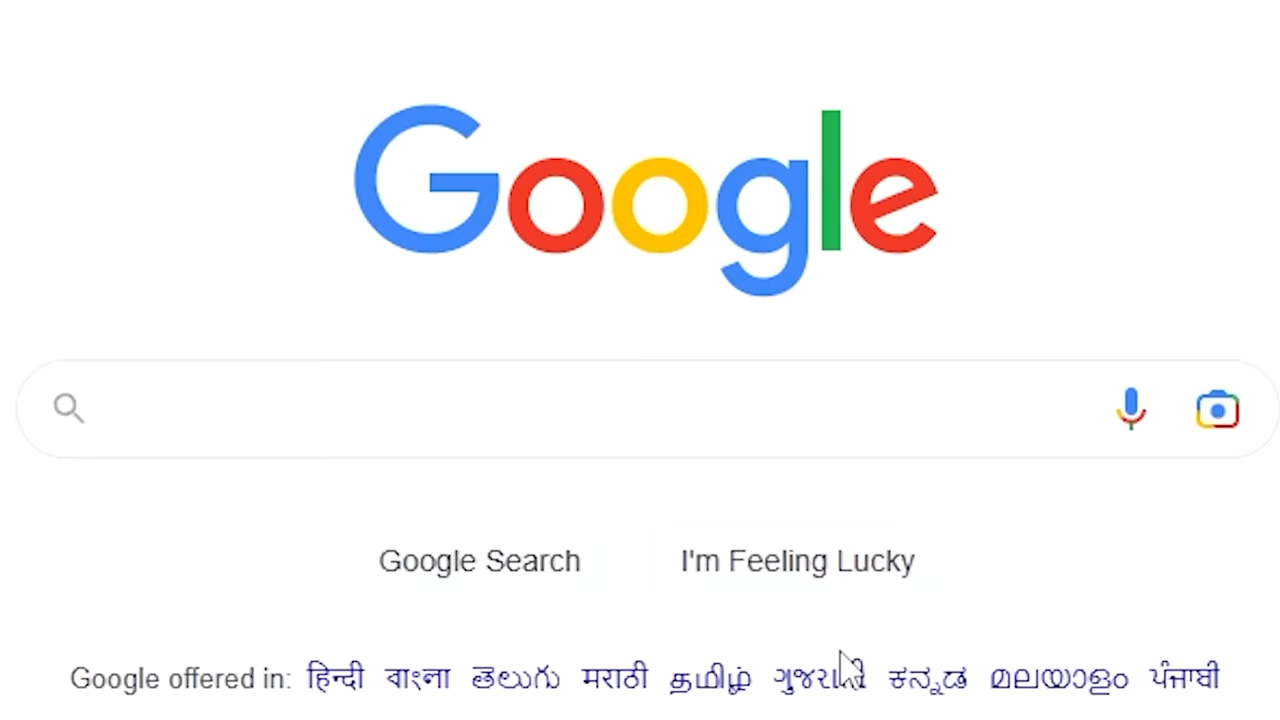 Google
Google Search I'm Feeling Lucky
Google offered in: हिन्दी বাংলা తెలుగు मराठी தமிழ் ગુજરાતી ಕನ್ನಡ മലയാളം ਪੰਜਾਬੀ